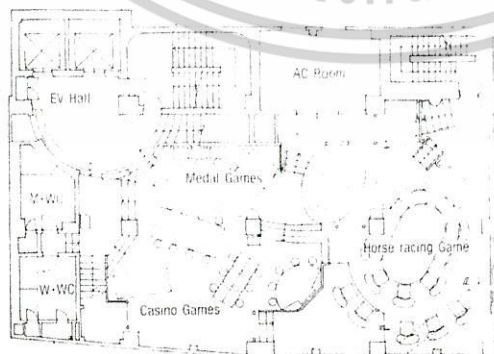 AC Room
EV Hall
Medal Games
M・WC
Horse racing Game
W・WC
Casino Games